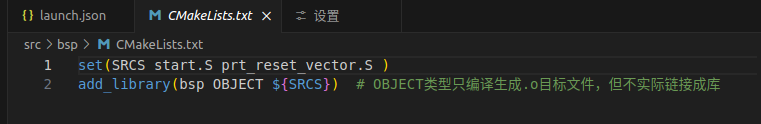 launch.json
CMakeLists.txt
设置
src > bsp > CMakeLists.txt
1 set(SRCS start.S prt_reset_vector.S )
2 add_library(bsp OBJECT ${SRCS})  # OBJECT类型只编译生成.o目标文件，但不实际链接成库